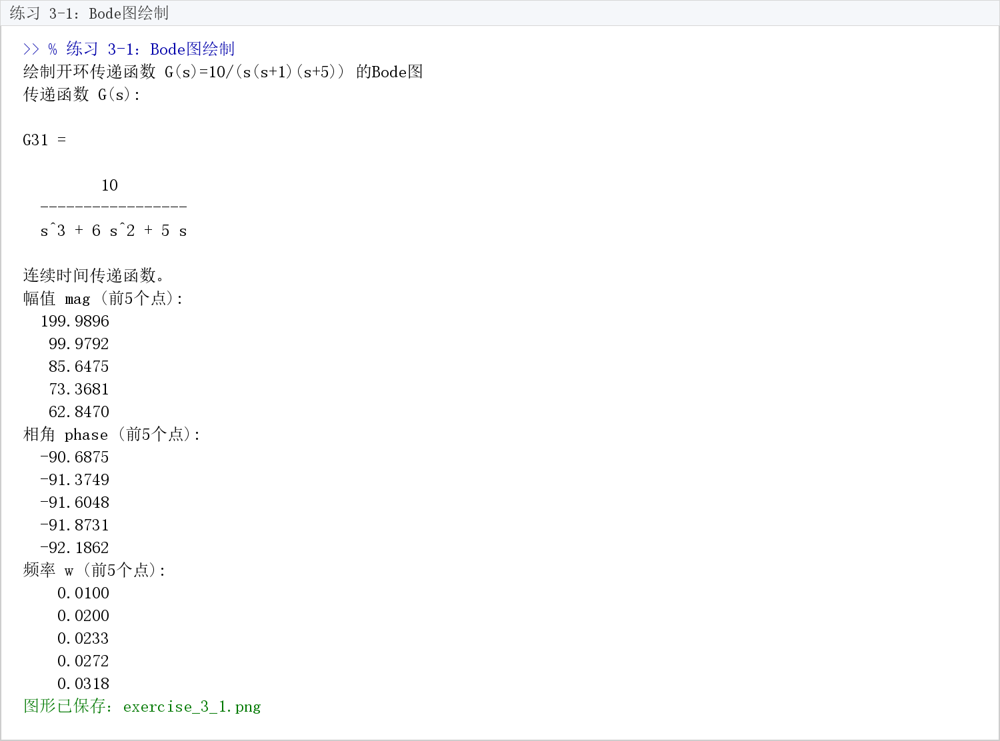 练习 3-1：Bode图绘制
>> % 练习 3-1：Bode图绘制
绘制开环传递函数 G(s)=10/(s(s+1)(s+5)) 的Bode图
传递函数 G(s):
G31 =
10
-----------------
s^3 + 6 s^2 + 5 s
连续时间传递函数。
幅值 mag (前5个点):
199.9896
99.9792
85.6475
73.3681
62.8470
相角 phase (前5个点):
-90.6875
-91.3749
-91.6048
-91.8731
-92.1862
频率 w (前5个点):
0.0100
0.0200
0.0233
0.0272
0.0318
图形已保存：exercise_3_1.png